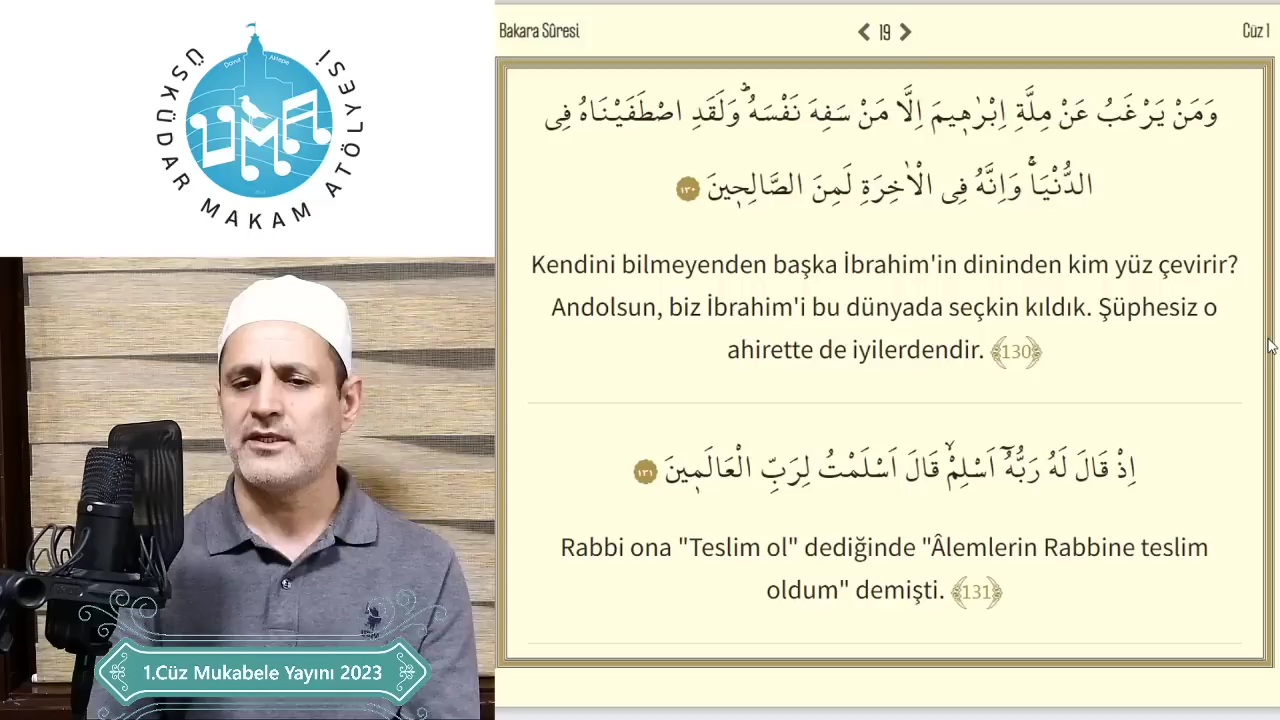 ÜSKÜDAR MAKAM ATÖLYESİ
Davut Aktepe
UMA
Bakara Sûresi
19
Cüz 1
وَمَنْ يَرْغَبُ عَنْ مِلَّةِ اِبْرٰه۪يمَ اِلَّا مَنْ سَفِهَ نَفْسَهُۜ وَلَقَدِ اصْطَفَيْنَاهُ فِى
الدُّنْيَاۚ وَاِنَّهُ فِى الْاٰخِرَةِ لَمِنَ الصَّالِح۪ينَ ١٣٠
Kendini bilmeyenden başka İbrahim'in dininden kim yüz çevirir?
Andolsun, biz İbrahim'i bu dünyada seçkin kıldık. Şüphesiz o
ahirette de iyilerdendir. ﴾130﴿
اِذْ قَالَ لَهُ رَبُّهُٓ اَسْلِمْۙ قَالَ اَسْلَمْتُ لِرَبِّ الْعَالَم۪ينَ ١٣١
Rabbi ona "Teslim ol" dediğinde "Âlemlerin Rabbine teslim
oldum" demişti. ﴾131﴿
1.Cüz Mukabele Yayını 2023